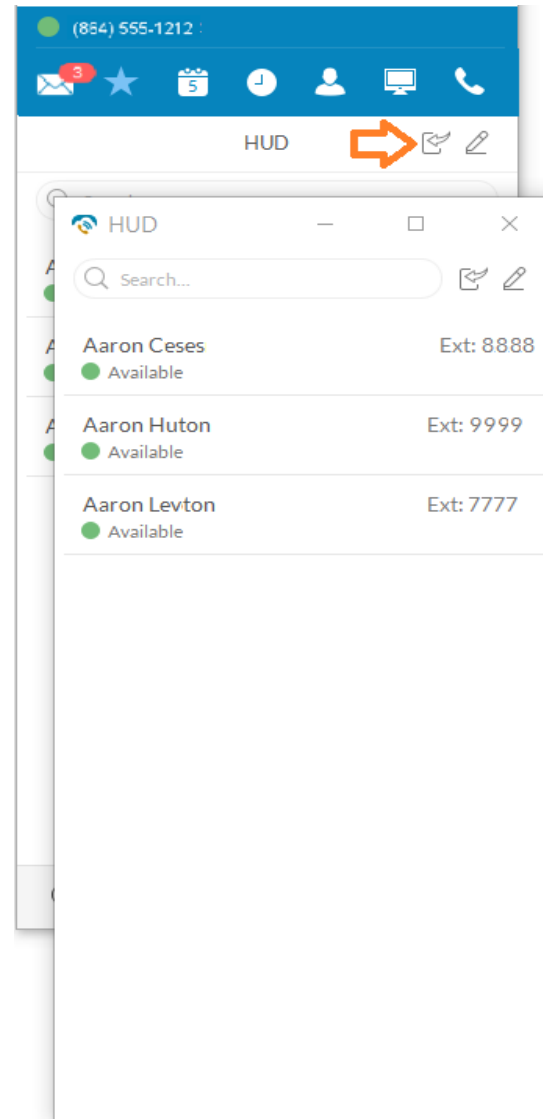 (864) 555-1212 :
3
5
HUD
HUD
Search...
A
Aaron Ceses
Ext: 8888
Available
A
Aaron Huton
Ext: 9999
Available
A
Aaron Levton
Ext: 7777
Available